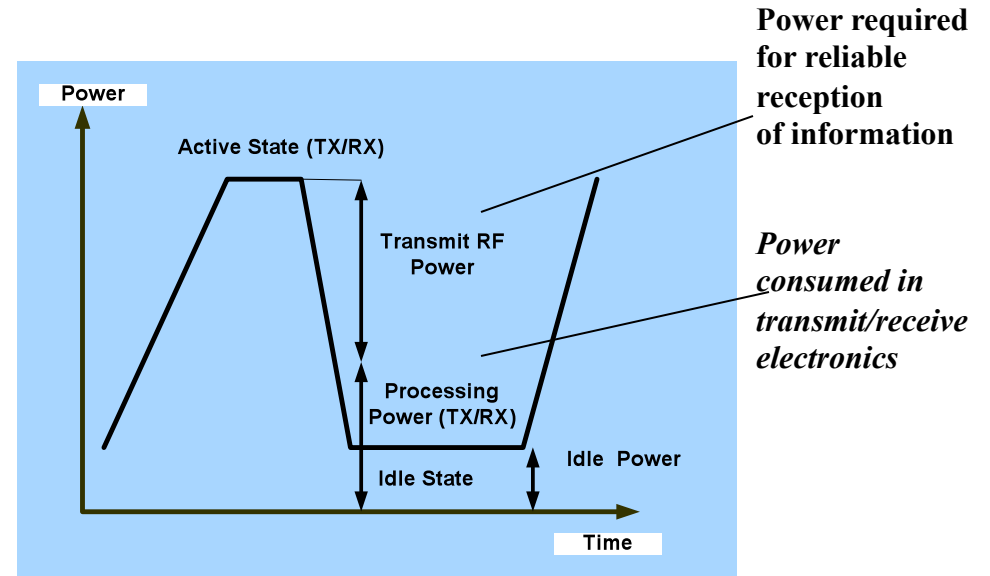 Power required
for reliable
reception
of information
Power
Active State (TX/RX)
Transmit RF
Power
Power
consumed in
transmit/receive
electronics
Processing
Power (TX/RX)
Idle Power
Idle State
Time